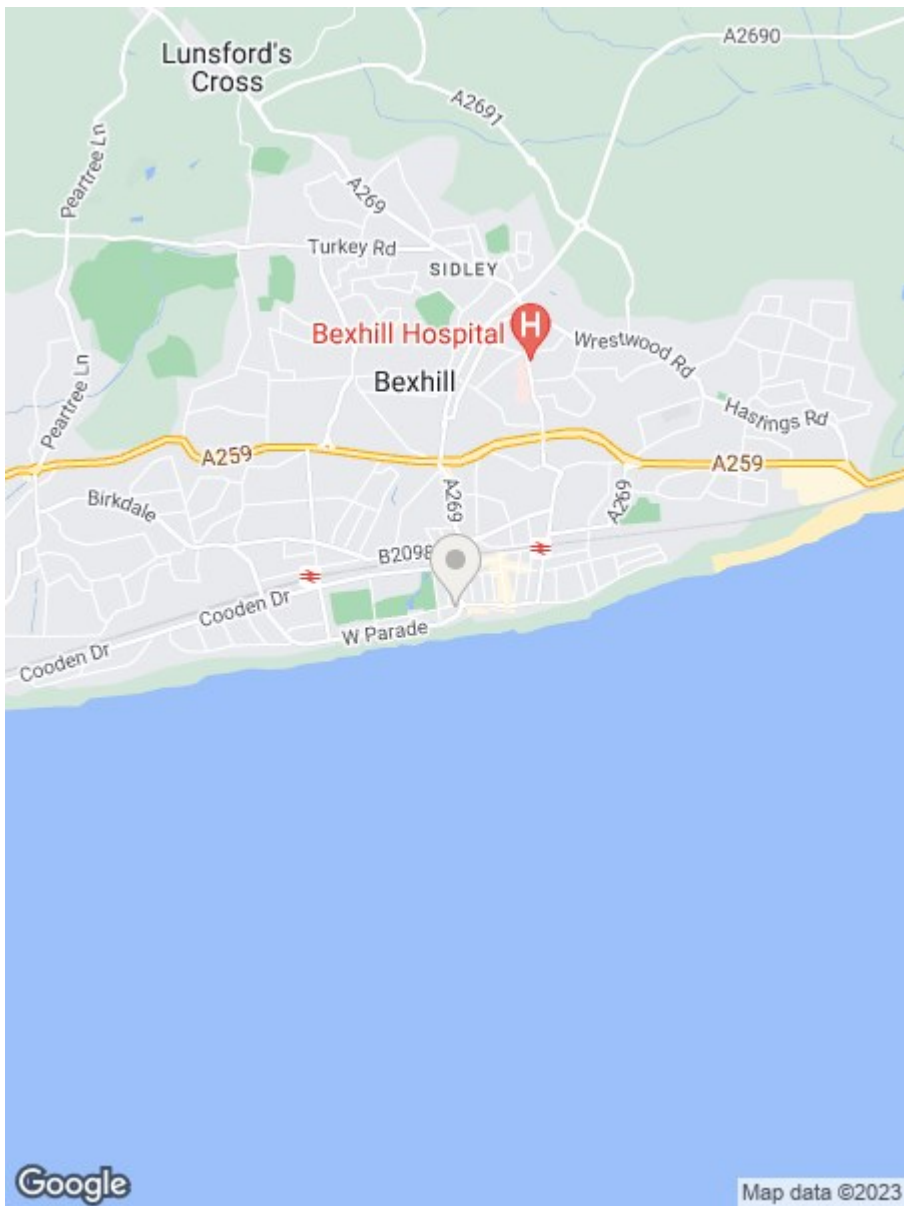 Lunsford's
Cross
A2690
A2691
Peartree Ln
A269
Turkey Rd
SIDLEY
H
Bexhill Hospital
Wrestwood Rd
Bexhill
Hastings Rd
Peartree Ln
A259
A259
Birkdale
A269
A269
B2098
Cooden Dr
W Parade
Cooden Dr
Google
Map data ©2023